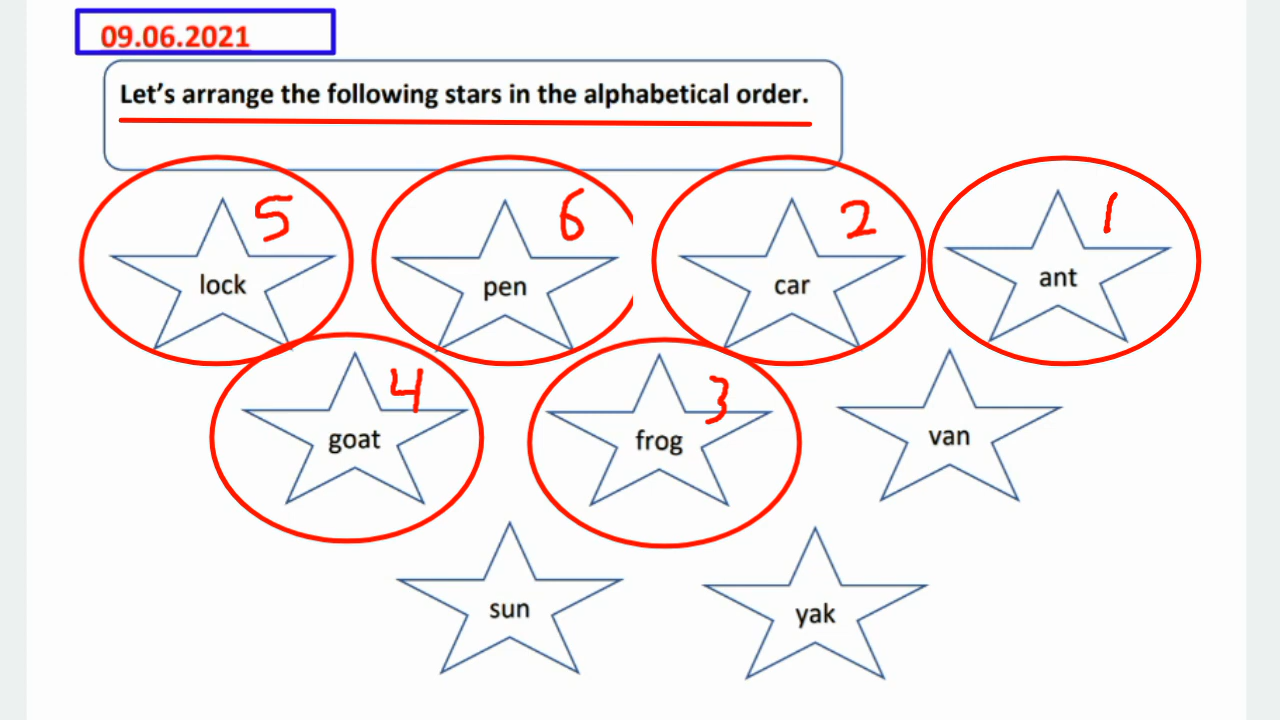 09.06.2021
Let's arrange the following stars in the alphabetical order.
5 6 2 1
lock pen car ant
4 3
goat frog van
sun yak